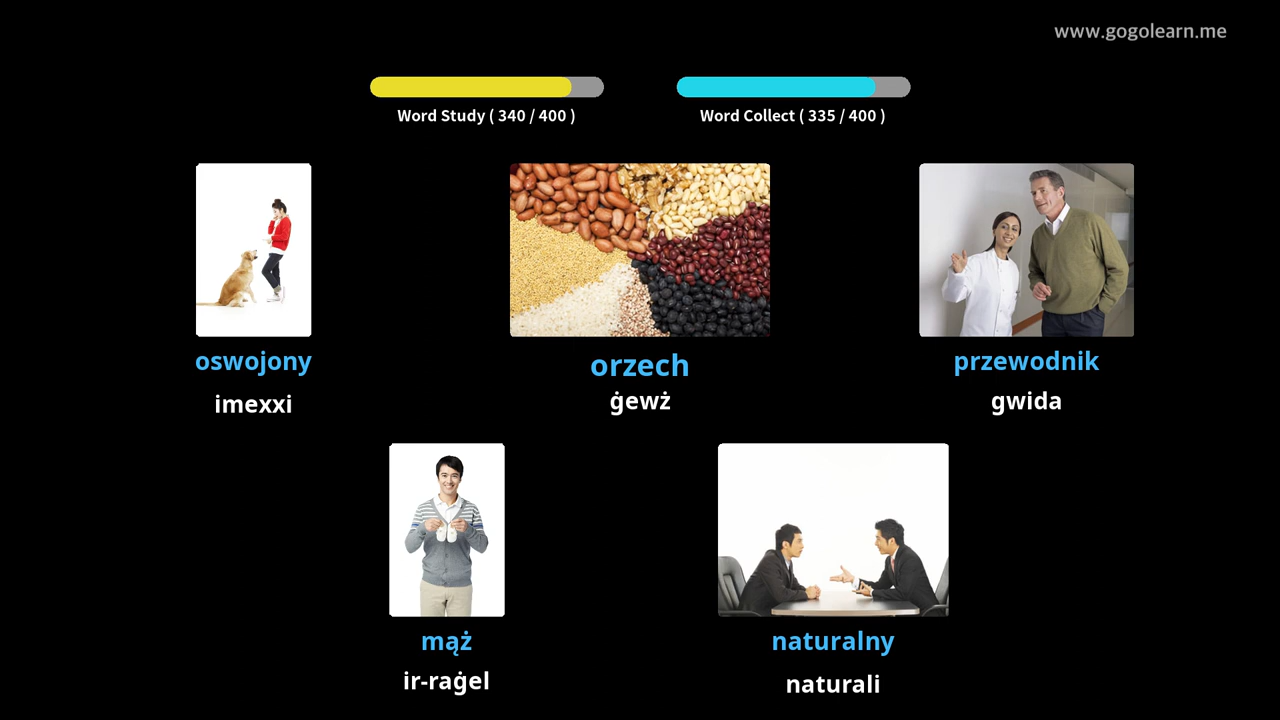 www.gogolearn.me
Word Study ( 340 / 400 )
Word Collect ( 335 / 400 )
oswojony
imexxi
orzech
ġewż
przewodnik
gwida
mąż
ir-raġel
naturalny
naturali